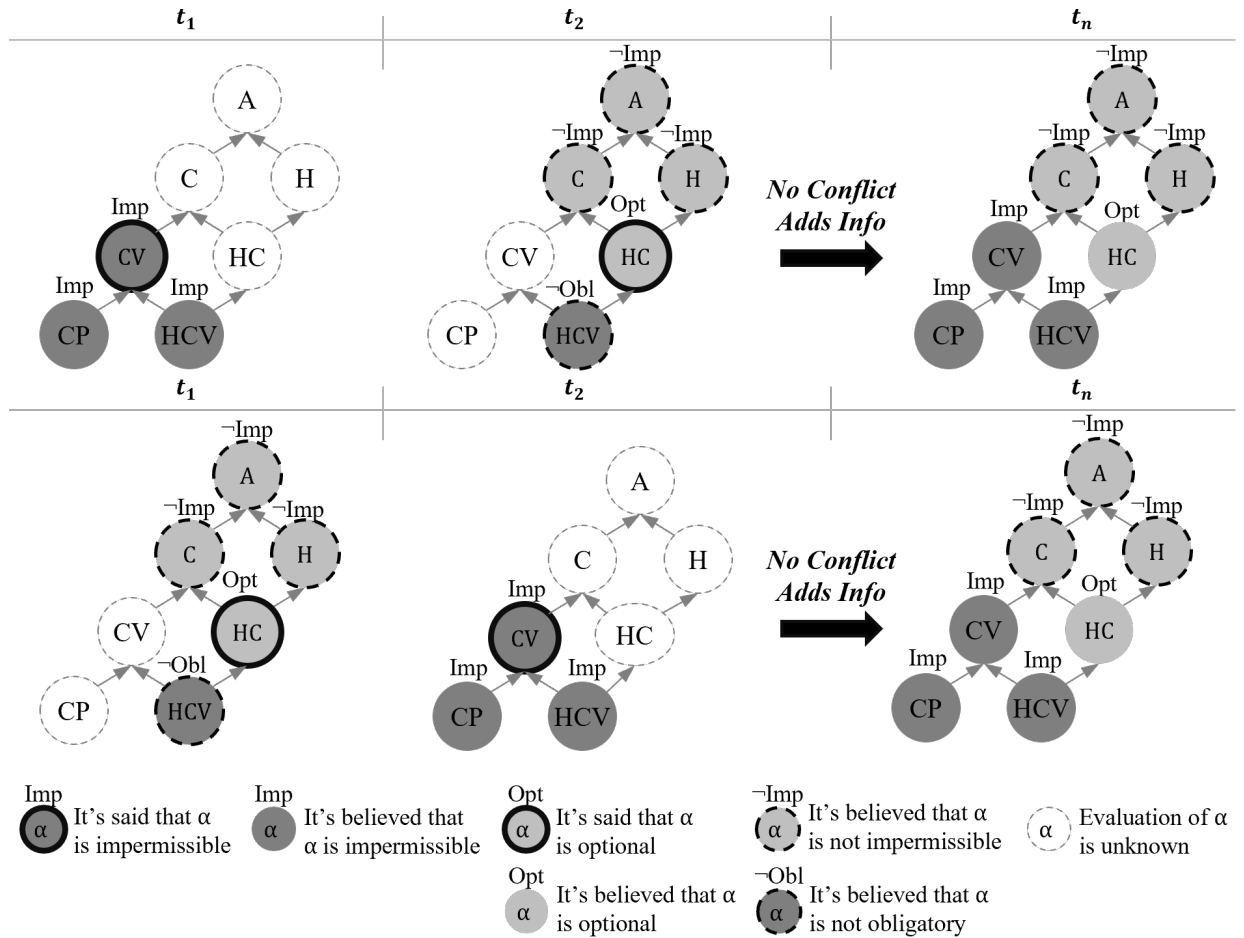 t₁ t₂ tₙ
¬Imp ¬Imp
A A A
¬Imp ¬Imp ¬Imp ¬Imp
C H C H C H
No Conflict
Adds Info
Imp Opt Imp Opt
CV HC CV HC CV HC
Imp Imp ¬Obl Imp Imp
CP HCV CP HCV CP HCV
t₁ t₂ tₙ
¬Imp ¬Imp
A A A
¬Imp ¬Imp ¬Imp ¬Imp
C H C H C H
No Conflict
Adds Info
Opt Imp Imp Opt
CV HC CV HC CV HC
¬Obl Imp Imp Imp Imp
CP HCV CP HCV CP HCV
Imp
α It's said that α
is impermissible
Imp
α It's believed that
α is impermissible
Opt
α It's said that α
is optional
¬Imp
α It's believed that α
is not impermissible
α Evaluation of α
is unknown
Opt
α It's believed that α
is optional
¬Obl
α It's believed that α
is not obligatory